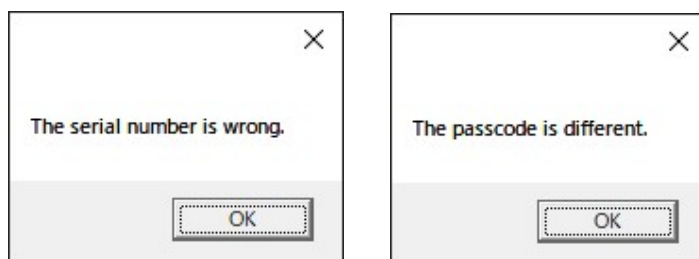 The serial number is wrong.
OK
The passcode is different.
OK